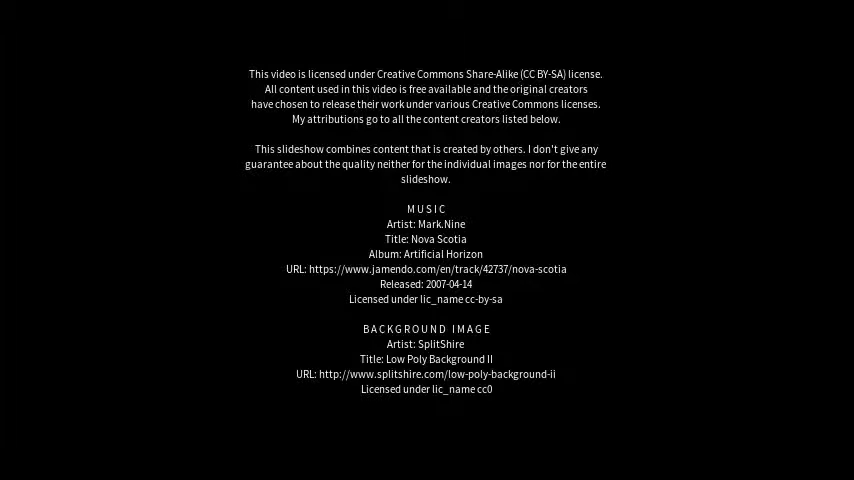 This video is licensed under Creative Commons Share-Alike (CC BY-SA) license.
All content used in this video is free available and the original creators
have chosen to release their work under various Creative Commons licenses.
My attributions go to all the content creators listed below.
This slideshow combines content that is created by others. I don't give any
guarantee about the quality neither for the individual images nor for the entire
slideshow.
MUSIC
Artist: Mark.Nine
Title: Nova Scotia
Album: Artificial Horizon
URL: https://www.jamendo.com/en/track/42737/nova-scotia
Released: 2007-04-14
Licensed under lic_name cc-by-sa
BACKGROUND IMAGE
Artist: SplitShire
Title: Low Poly Background II
URL: http://www.splitshire.com/low-poly-background-ii
Licensed under lic_name cc0